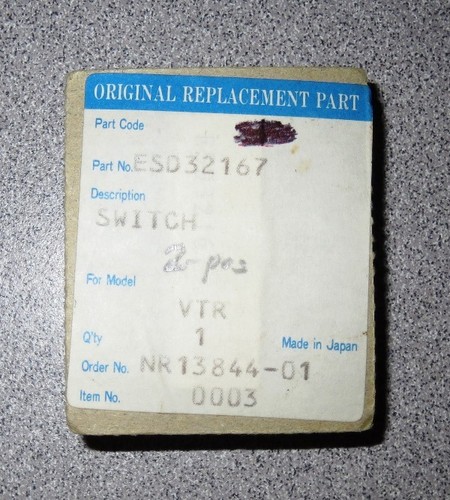 ORIGINAL REPLACEMENT PART
Part Code
Part No. ESD32167
Description
SWITCH
2 pcs
For Model
VTR
Q'ty 1 Made in Japan
Order No. NR13844-01
Item No. 0003